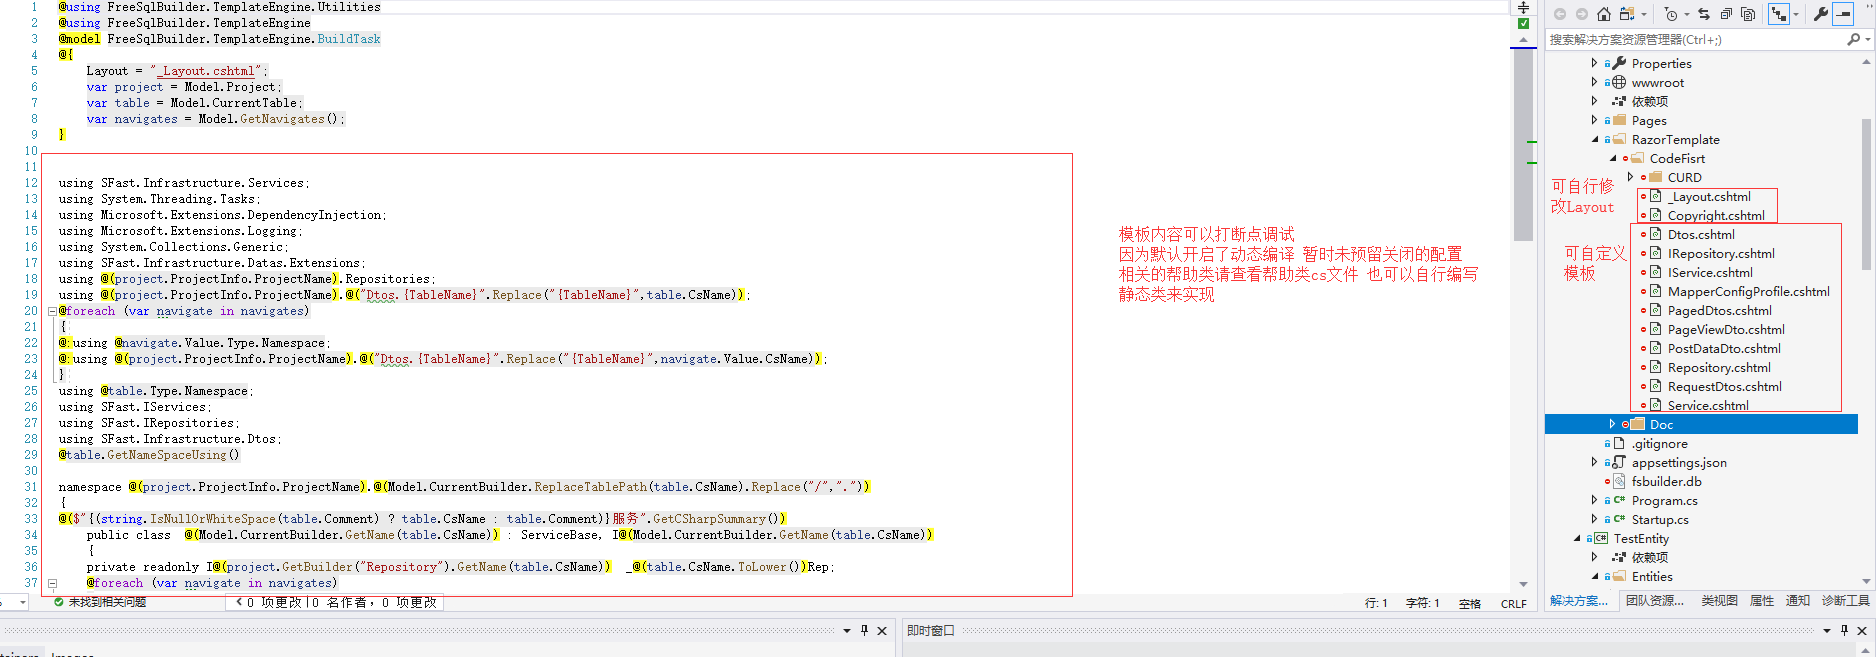 1 @using FreeSqlBuilder.TemplateEngine.Utilities
2 @using FreeSqlBuilder.TemplateEngine
3 @model FreeSqlBuilder.TemplateEngine.BuildTask
4 @{
5 Layout = "_Layout.cshtml";
6 var project = Model.Project;
7 var table = Model.CurrentTable;
8 var navigates = Model.GetNavigates();
9 }
10
11
12 using SFast.Infrastructure.Services;
13 using System.Threading.Tasks;
14 using Microsoft.Extensions.DependencyInjection;
15 using Microsoft.Extensions.Logging;
16 using System.Collections.Generic;
17 using SFast.Infrastructure.Datas.Extensions;
18 using @(project.ProjectInfo.ProjectName).Repositories;
19 using @(project.ProjectInfo.ProjectName).@("Dtos.{TableName}".Replace("{TableName}",table.CsName));
20 @foreach (var navigate in navigates)
21 {
22 @:using @navigate.Value.Type.Namespace;
23 @:using @(project.ProjectInfo.ProjectName).@("Dtos.{TableName}".Replace("{TableName}",navigate.Value.CsName));
24 }
25 using @table.Type.Namespace;
26 using SFast.IServices;
27 using SFast.IRepositories;
28 using SFast.Infrastructure.Dtos;
29 @table.GetNameSpaceUsing()
30
31 namespace @(project.ProjectInfo.ProjectName).@(Model.CurrentBuilder.ReplaceTablePath(table.CsName).Replace("/","."))
32 {
33 @($"{(string.IsNullOrWhiteSpace(table.Comment) ? table.CsName : table.Comment)}服务".GetCSharpSummary())
34 public class @(Model.CurrentBuilder.GetName(table.CsName)) : ServiceBase, I@(Model.CurrentBuilder.GetName(table.CsName))
35 {
36 private readonly I@(project.GetBuilder("Repository").GetName(table.CsName)) _@(table.CsName.ToLower())Rep;
37 @foreach (var navigate in navigates)
未找到相关问题
0 项更改 | 0 名作者，0 项更改
行: 1
字符: 1
空格
CRLF
模板内容可以打断点调试
因为默认开启了动态编译 暂时未预留关闭的配置
相关的帮助类请查看帮助类cs文件 也可以自行编写
静态类来实现
搜索解决方案资源管理器(Ctrl+;)
Properties
wwwroot
依赖项
Pages
RazorTemplate
CodeFisrt
CURD
_Layout.cshtml
Copyright.cshtml
Dtos.cshtml
IRepository.cshtml
IService.cshtml
MapperConfigProfile.cshtml
PagedDtos.cshtml
PageViewDto.cshtml
PostDataDto.cshtml
Repository.cshtml
RequestDtos.cshtml
Service.cshtml
Doc
.gitignore
appsettings.json
fsbuilder.db
C# Program.cs
C# Startup.cs
C# TestEntity
依赖项
Entities
可自行修
改Layout
可自定义
模板
解决方案... 团队资源... 类视图 属性 通知 诊断工具
即时窗口